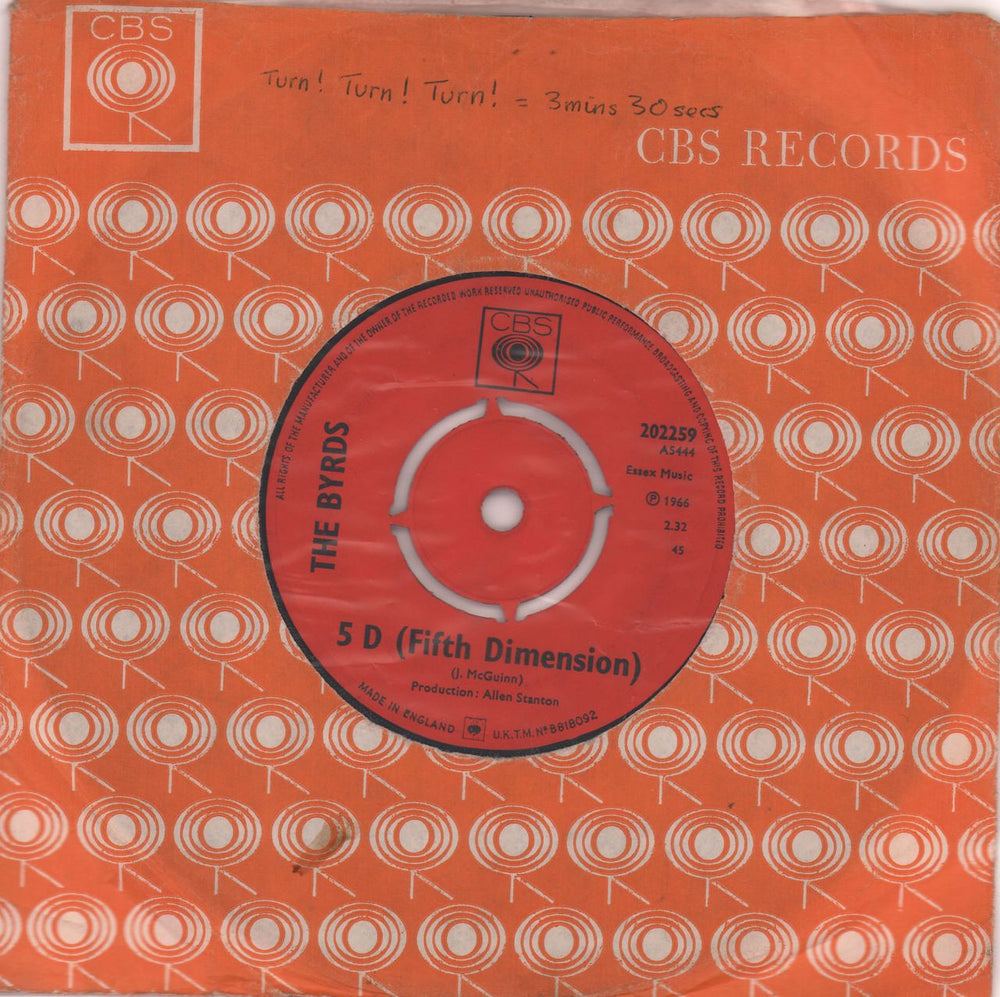 CBS
Turn! Turn! Turn! = 3mins 30secs
CBS RECORDS
ALL RIGHTS OF THE MANUFACTURER AND OF THE OWNER OF THE RECORDED WORK RESERVED UNAUTHORISED PUBLIC PERFORMANCE BROADCASTING AND COPYING OF THIS RECORD PROHIBITED
CBS
THE BYRDS
202259
A5444
Essex Music
℗ 1966
2.32
45
5 D (Fifth Dimension)
(J. McGuinn)
Production: Allen Stanton
MADE IN ENGLAND U.K.T.M. Nº 8818092